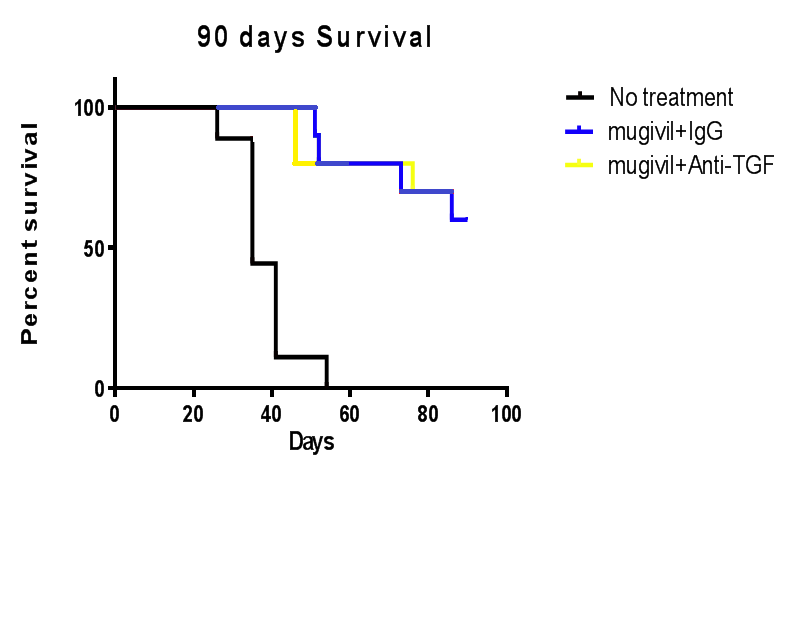 90 days Survival
No treatment
mugivil+IgG
mugivil+Anti-TGF
Percent survival
100
50
0
0 20 40 60 80 100
Days